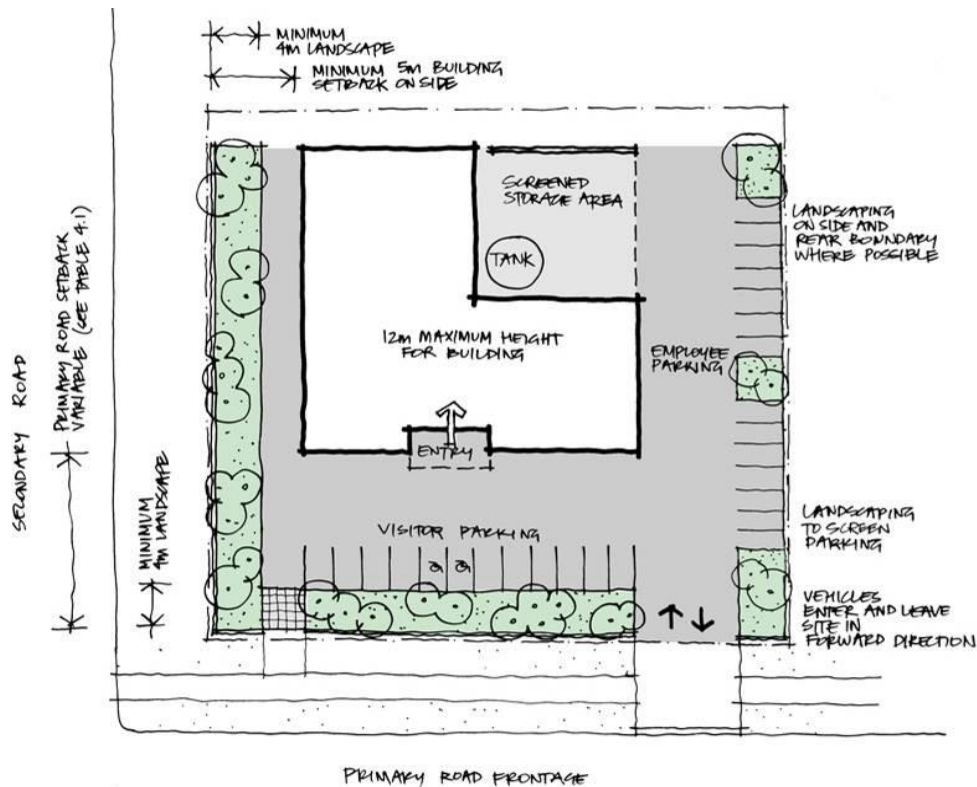 MINIMUM
4M LANDSCAPE
MINIMUM 5M BUILDING
SETBACK ON SIDE
SCREENED
STORAGE AREA
TANK
LANDSCAPING
ON SIDE AND
REAR BOUNDARY
WHERE POSSIBLE
PRIMARY ROAD SETBACK
VARIABLE (SEE TABLE 4.1)
12m MAXIMUM HEIGHT
FOR BUILDING
EMPLOYEE
PARKING
SECONDARY ROAD
ENTRY
MINIMUM
4M LANDSCAPE
VISITOR PARKING
LANDSCAPING
TO SCREEN
PARKING
VEHICLES
ENTER AND LEAVE
SITE IN
FORWARD DIRECTION
PRIMARY ROAD FRONTAGE